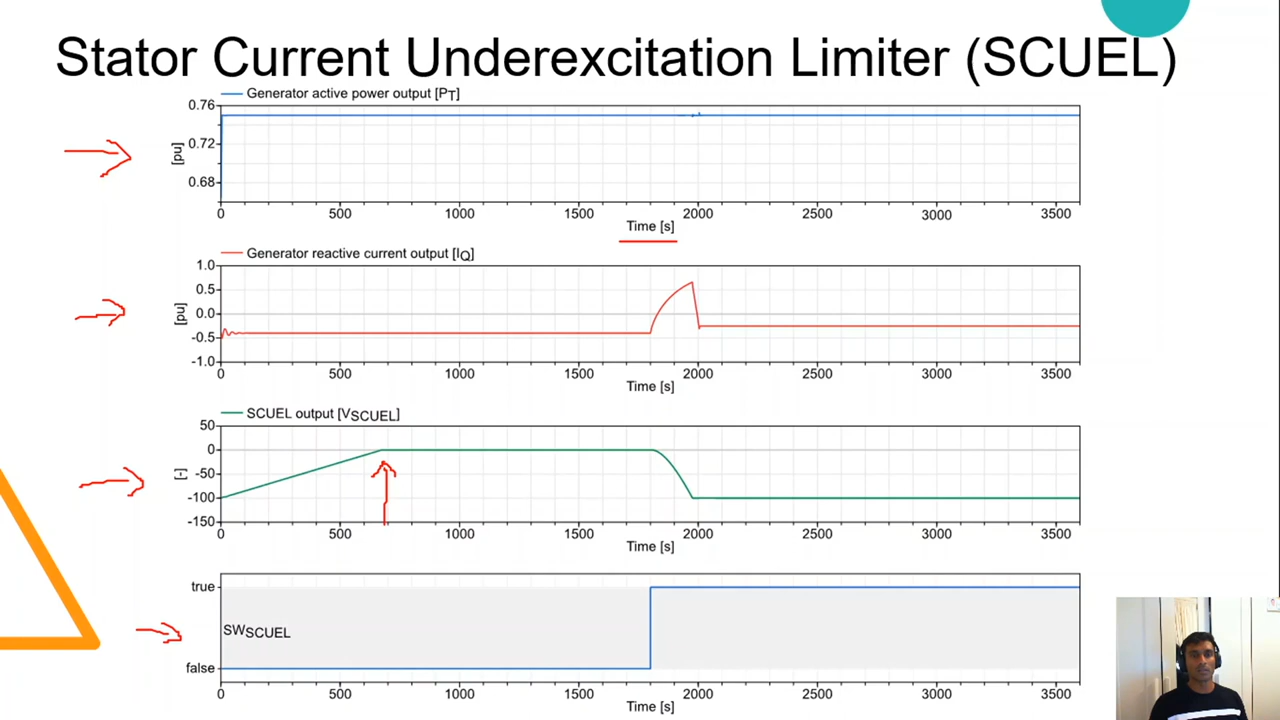 Stator Current Underexcitation Limiter (SCUEL)
Generator active power output [PT]
0.76
0.72
0.68
[pu]
0 500 1000 1500 2000 2500 3000 3500
Time [s]
Generator reactive current output [IQ]
1.0
0.5
0.0
-0.5
-1.0
[pu]
0 500 1000 1500 2000 2500 3000 3500
Time [s]
SCUEL output [VSCUEL]
50
0
-50
-100
-150
[-]
0 500 1000 1500 2000 2500 3000 3500
Time [s]
true
SWSCUEL
false
0 500 1000 1500 2000 2500 3000 3500
Time [s]